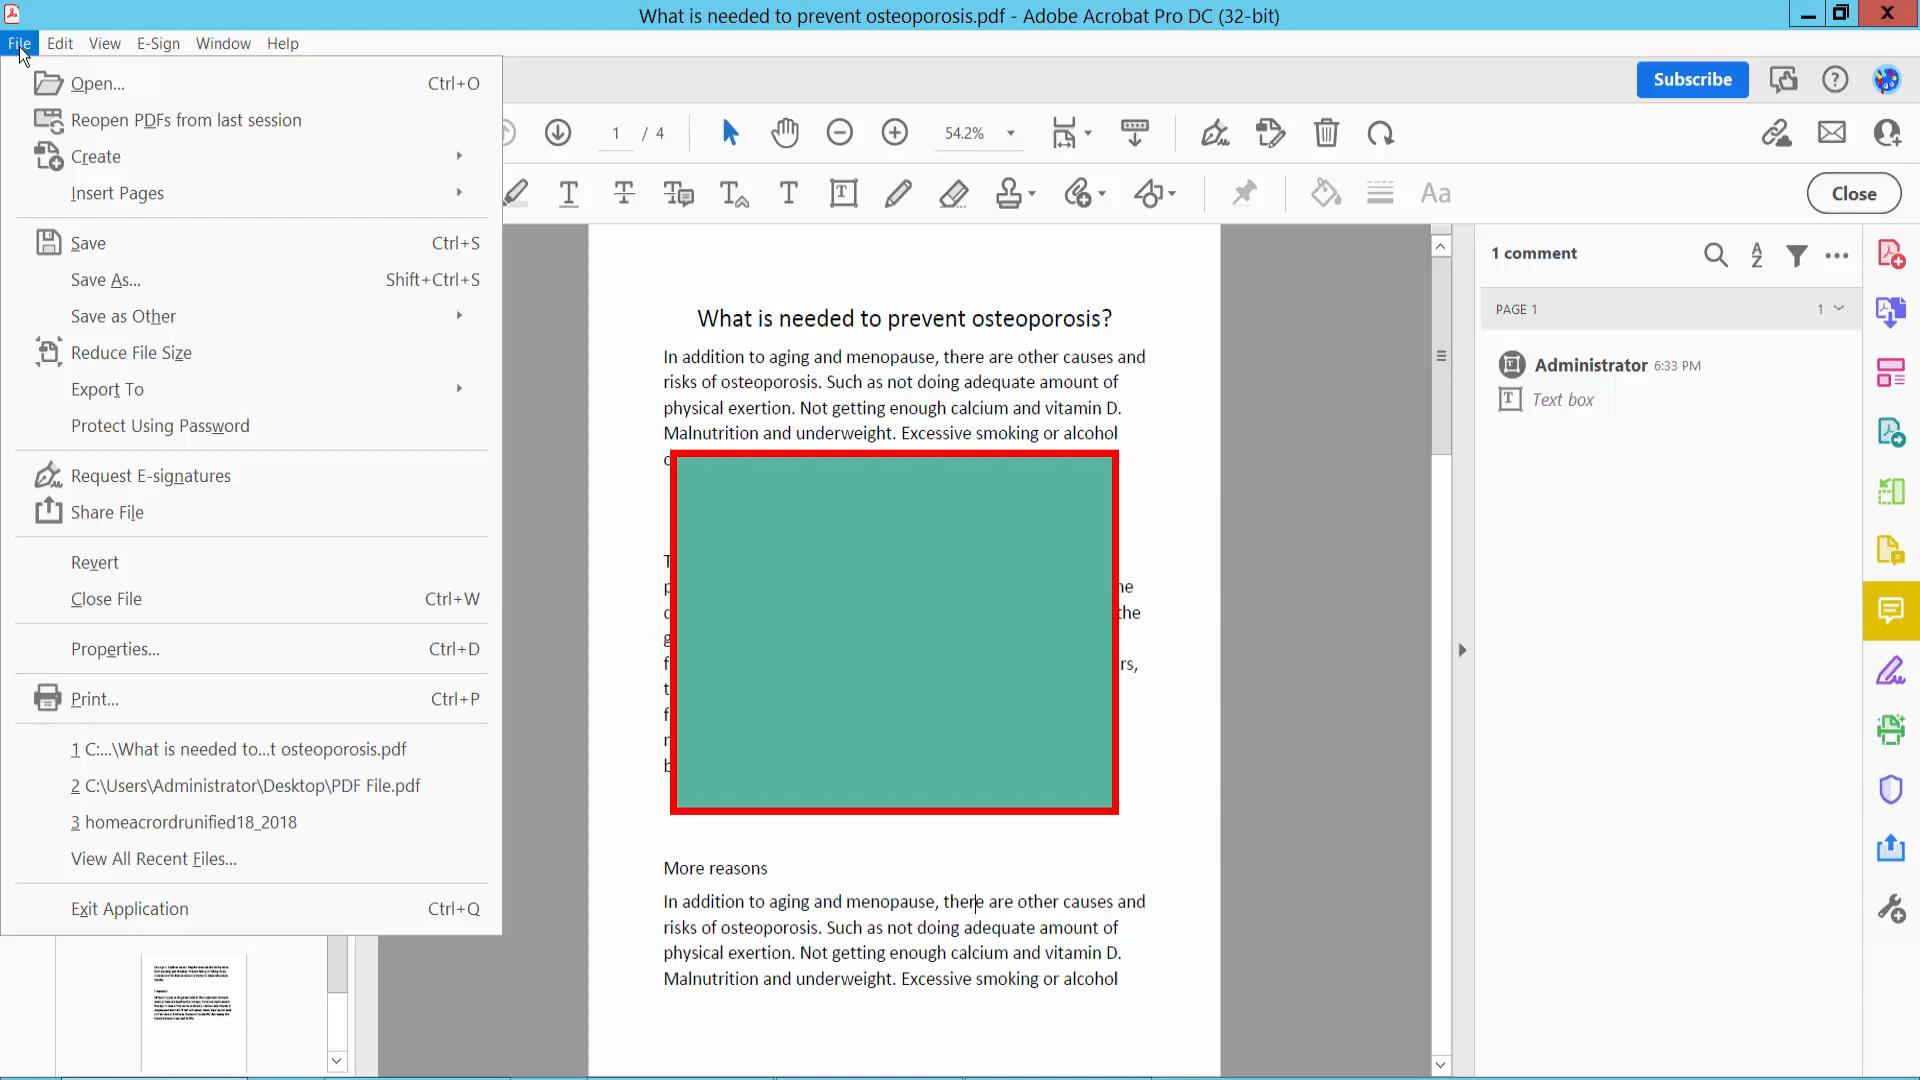 What is needed to prevent osteoporosis.pdf - Adobe Acrobat Pro DC (32-bit)
File Edit View E-Sign Window Help
Open... Ctrl+O
Reopen PDFs from last session
Create
Insert Pages
Save Ctrl+S
Save As... Shift+Ctrl+S
Save as Other
Reduce File Size
Export To
Protect Using Password
Request E-signatures
Share File
Revert
Close File Ctrl+W
Properties... Ctrl+D
Print... Ctrl+P
1 C:...\What is needed to...t osteoporosis.pdf
2 C:\Users\Administrator\Desktop\PDF File.pdf
3 homeacrordrunified18_2018
View All Recent Files...
Exit Application Ctrl+Q
Subscribe
1 / 4
54.2%
Aa
Close
What is needed to prevent osteoporosis?
In addition to aging and menopause, there are other causes and
risks of osteoporosis. Such as not doing adequate amount of
physical exertion. Not getting enough calcium and vitamin D.
Malnutrition and underweight. Excessive smoking or alcohol
the
rs,
More reasons
In addition to aging and menopause, there are other causes and
risks of osteoporosis. Such as not doing adequate amount of
physical exertion. Not getting enough calcium and vitamin D.
Malnutrition and underweight. Excessive smoking or alcohol
1 comment
PAGE 1 1
Administrator 6:33 PM
Text box